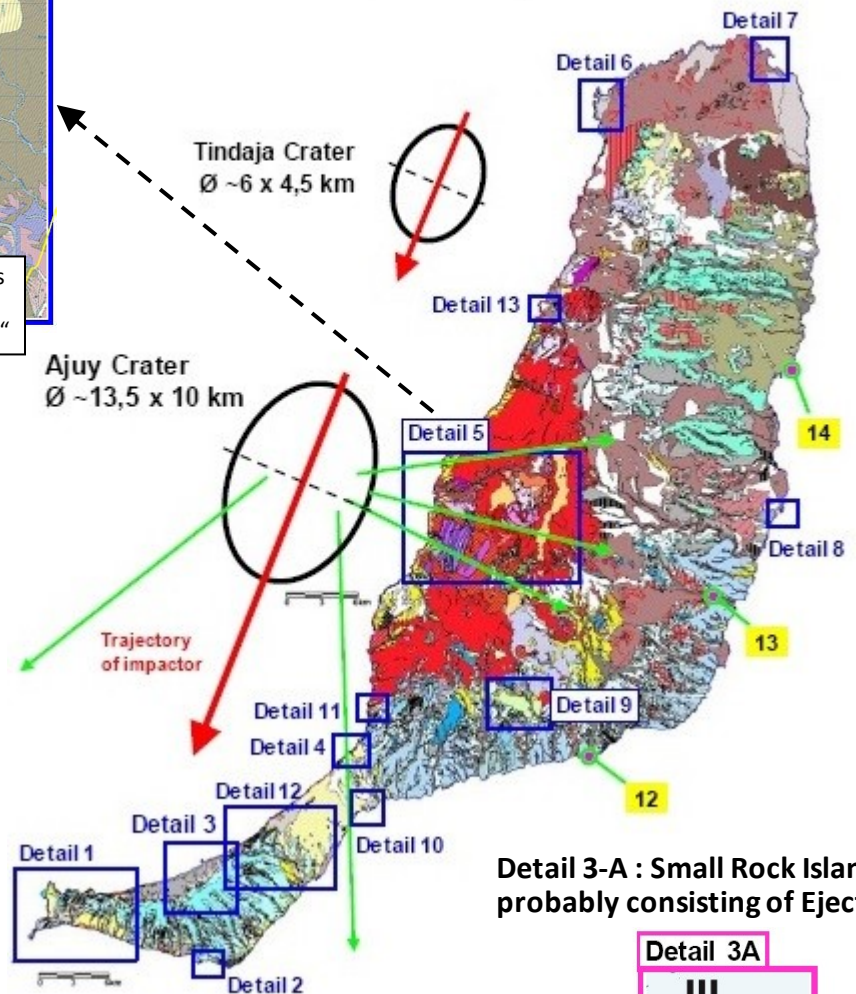 Detail 7
Detail 6
Tindaja Crater
Ø ~6 x 4,5 km
s
“
Detail 13
Ajuy Crater
Ø ~13,5 x 10 km
Detail 5
14
Detail 8
13
Trajectory
of impactor
Detail 11
Detail 9
Detail 4
Detail 12
12
Detail 3
Detail 10
Detail 1
Detail 3-A : Small Rock Islan
probably consisting of Eject
Detail 3A
Detail 2